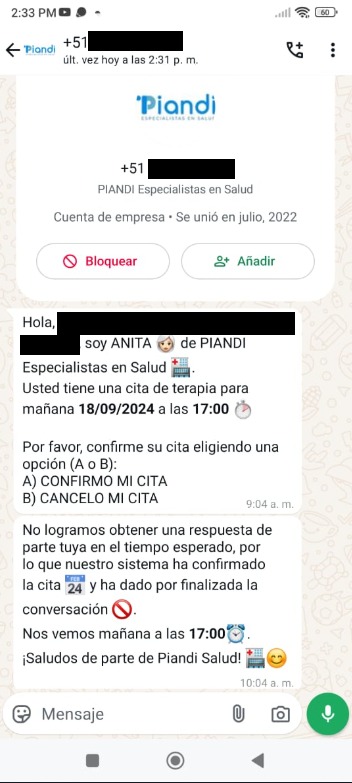 2:33 PM
60
Piandi
+51
últ. vez hoy a las 2:31 p. m.
Piandi
ESPECIALISTAS EN SALUD
+51
PIANDI Especialistas en Salud
Cuenta de empresa • Se unió en julio, 2022
Bloquear
Añadir
Hola,
, soy ANITA 👩🏻‍⚕️ de PIANDI
Especialistas en Salud 🏥.
Usted tiene una cita de terapia para
mañana 18/09/2024 a las 17:00 ⏱️
Por favor, confirme su cita eligiendo una
opción (A o B):
A) CONFIRMO MI CITA
B) CANCELO MI CITA
9:04 a. m.
No logramos obtener una respuesta de
parte tuya en el tiempo esperado, por
lo que nuestro sistema ha confirmado
la cita 📅 y ha dado por finalizada la
conversación 🚫.
Nos vemos mañana a las 17:00⏰.
¡Saludos de parte de Piandi Salud! 🏥😊
10:04 a. m.
Mensaje